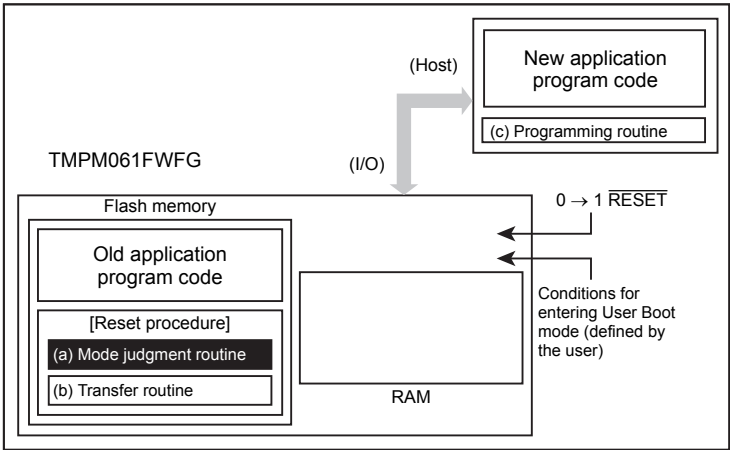 New application
program code
(c) Programming routine
(Host)
(I/O)
TMPM061FWFG
Flash memory
Old application
program code
[Reset procedure]
(a) Mode judgment routine
(b) Transfer routine
RAM
0 → 1 RESET
Conditions for
entering User Boot
mode (defined by
the user)